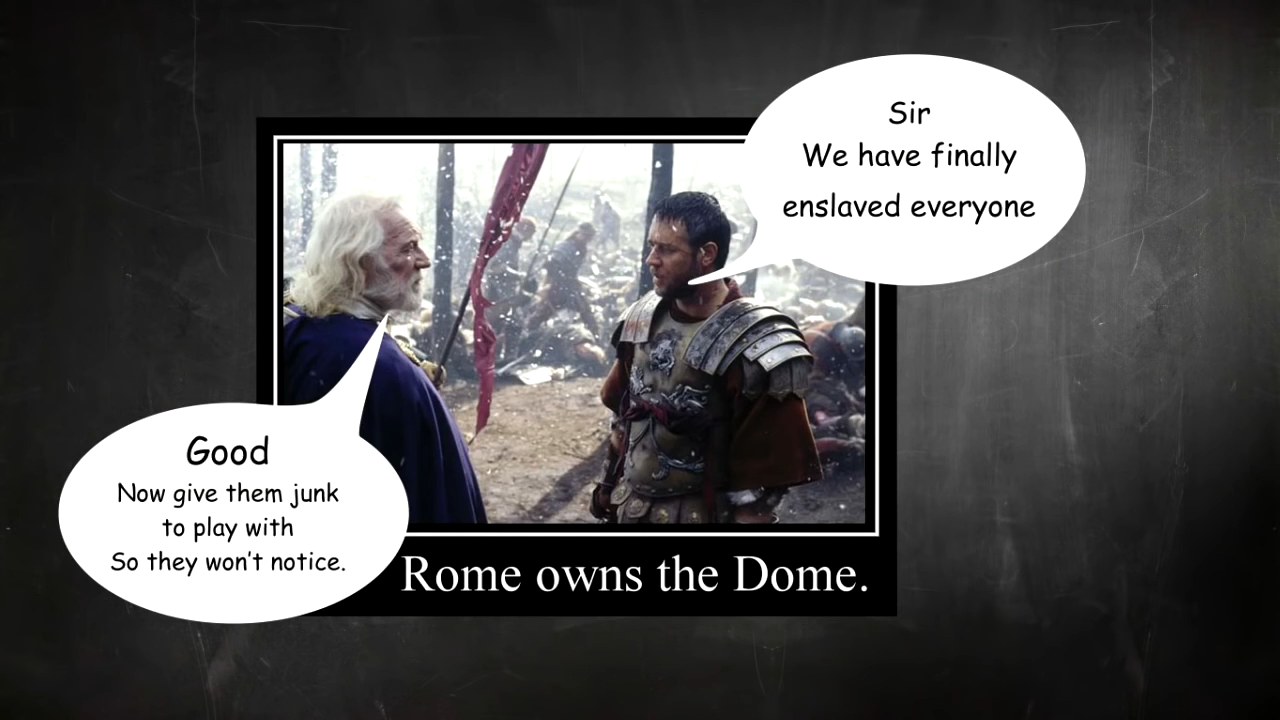 Sir
We have finally
enslaved everyone
Good
Now give them junk
to play with
So they won't notice.
Rome owns the Dome.